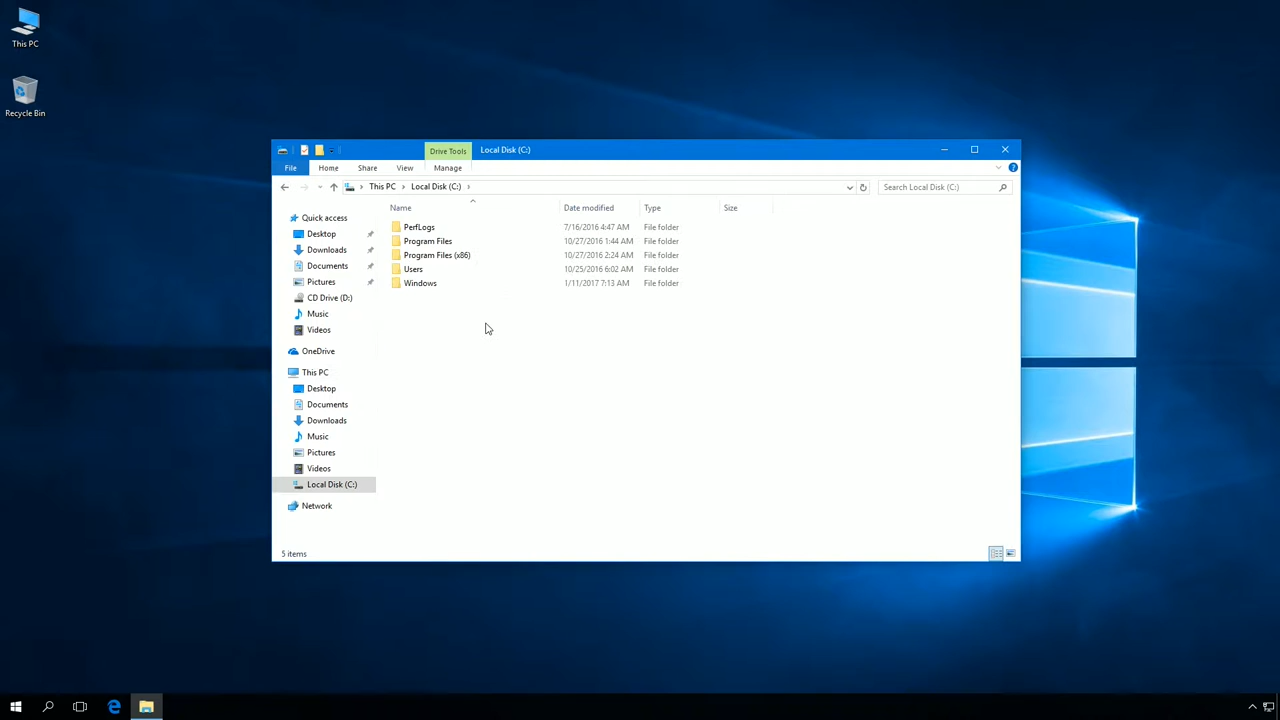 This PC
Recycle Bin
Drive Tools
Local Disk (C:)
File
Home
Share
View
Manage
This PC
Local Disk (C:)
Search Local Disk (C:)
Name
Date modified
Type
Size
PerfLogs 7/16/2016 4:47 AM File folder
Program Files 10/27/2016 1:44 AM File folder
Program Files (x86) 10/27/2016 2:24 AM File folder
Users 10/25/2016 6:02 AM File folder
Windows 1/11/2017 7:13 AM File folder
Quick access
Desktop
Downloads
Documents
Pictures
CD Drive (D:)
Music
Videos
OneDrive
This PC
Desktop
Documents
Downloads
Music
Pictures
Videos
Local Disk (C:)
Network
5 items